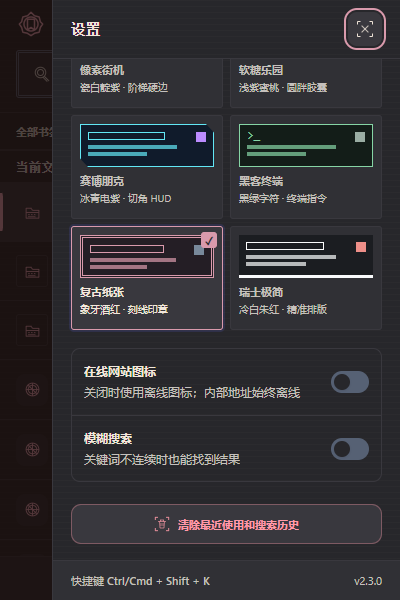 设置
像素街机
瓷白靛紫 · 阶梯硬边
软糖乐园
浅紫蜜桃 · 圆胖胶囊
全部书
当前文
赛博朋克
冰青电紫 · 切角 HUD
>_
黑客终端
黑绿字符 · 终端指令
复古纸张
象牙酒红 · 刻线印章
瑞士极简
冷白朱红 · 精准排版
在线网站图标
关闭时使用离线图标；内部地址始终离线
模糊搜索
关键词不连续时也能找到结果
清除最近使用和搜索历史
快捷键 Ctrl/Cmd + Shift + K
v2.3.0